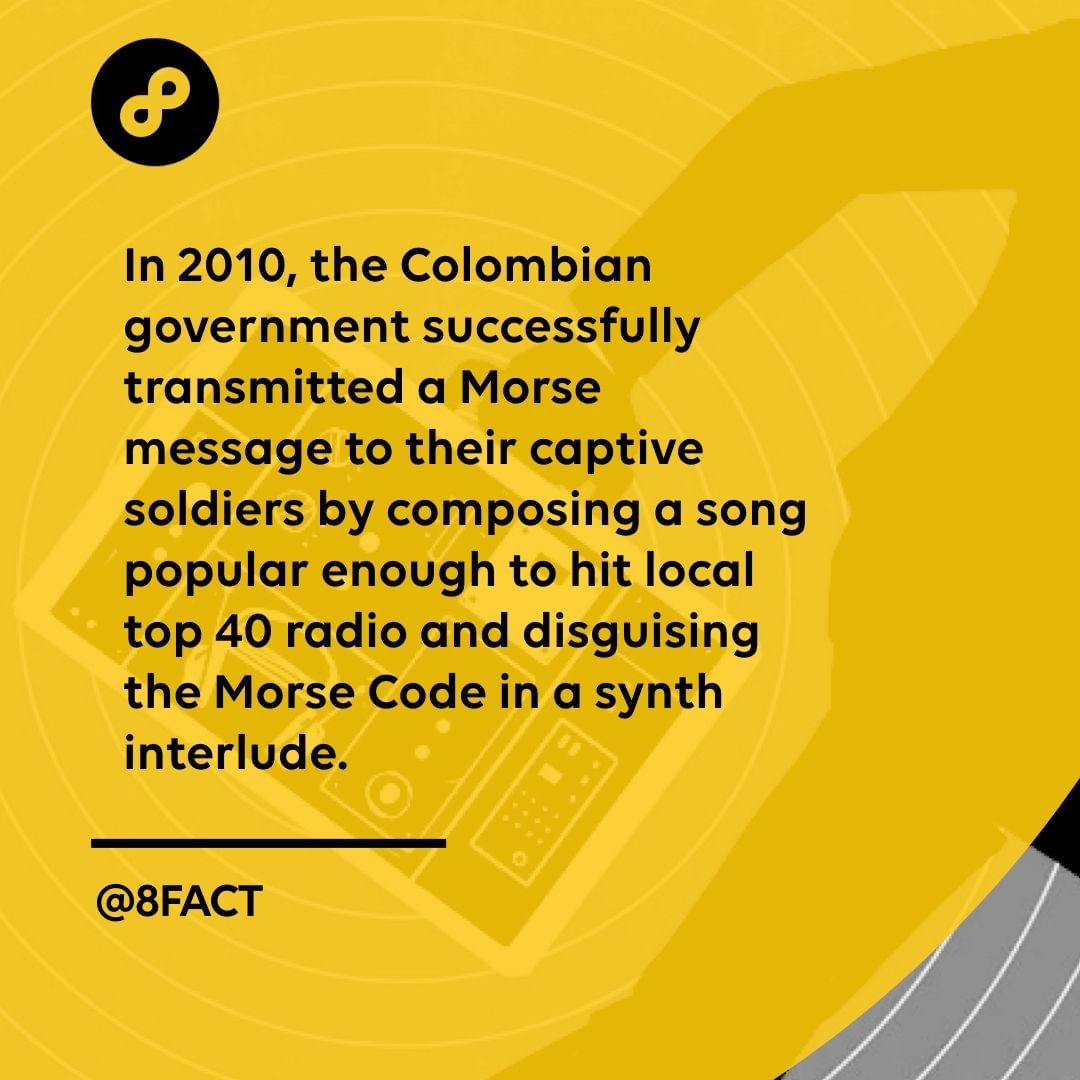 In 2010, the Colombian
government successfully
transmitted a Morse
message to their captive
soldiers by composing a song
popular enough to hit local
top 40 radio and disguising
the Morse Code in a synth
interlude.
@8FACT